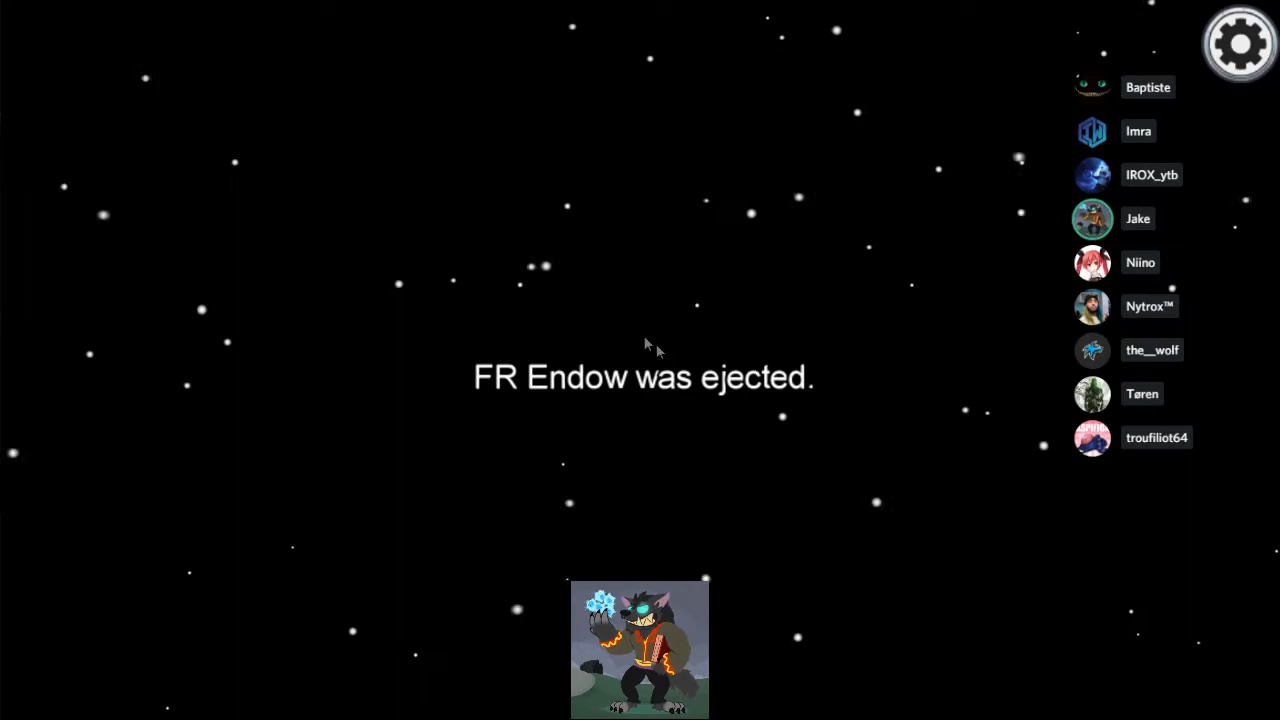 Baptiste
Imra
IROX_ytb
Jake
Niino
Nytrox™
FR Endow was ejected.
the__wolf
Tøren
troufiliot64